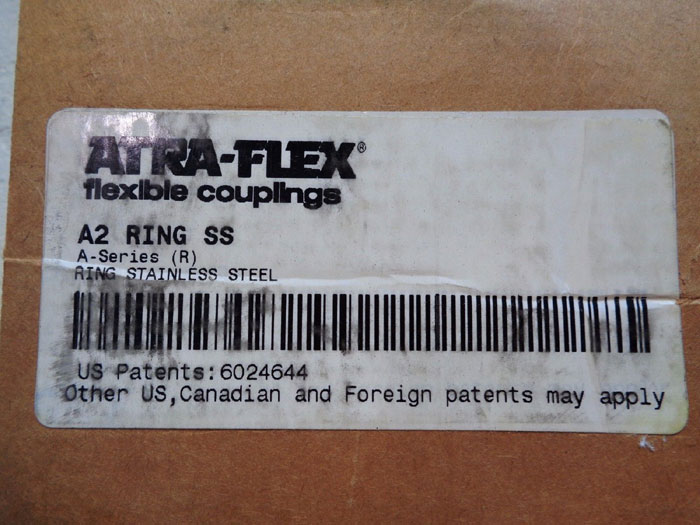 ATRA-FLEX®
flexible couplings
A2 RING SS
A-Series (R)
RING STAINLESS STEEL
US Patents:6024644
Other US,Canadian and Foreign patents may apply